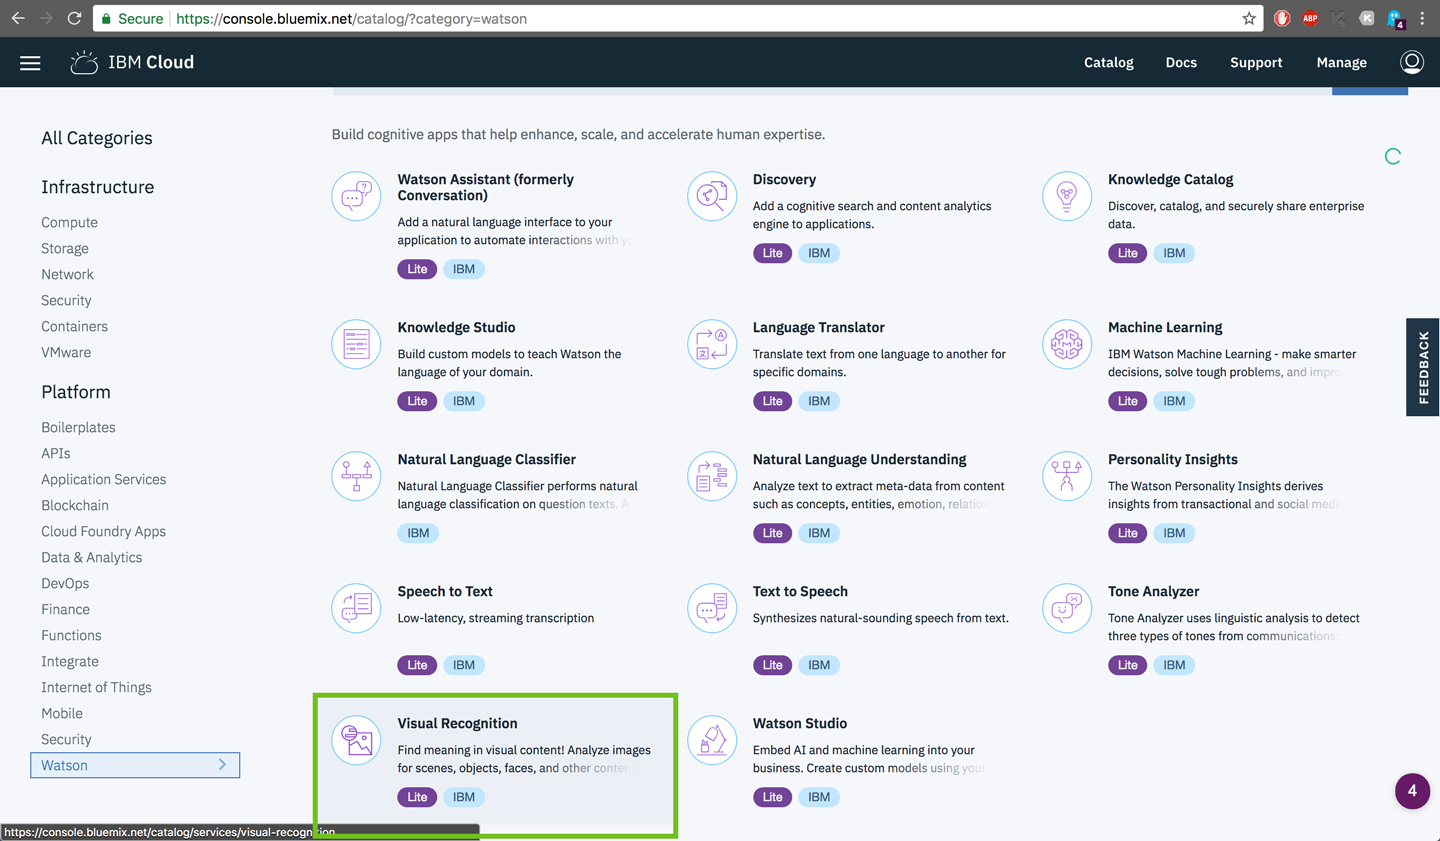 Secure https://console.bluemix.net/catalog/?category=watson
ABP
4
IBM Cloud
Catalog Docs Support Manage
All Categories
Infrastructure
Compute
Storage
Network
Security
Containers
VMware
Platform
Boilerplates
APIs
Application Services
Blockchain
Cloud Foundry Apps
Data & Analytics
DevOps
Finance
Functions
Integrate
Internet of Things
Mobile
Security
Watson
Build cognitive apps that help enhance, scale, and accelerate human expertise.
Watson Assistant (formerly
Conversation)
Add a natural language interface to your
application to automate interactions with
Lite IBM
Discovery
Add a cognitive search and content analytics
engine to applications.
Lite IBM
Knowledge Catalog
Discover, catalog, and securely share enterprise
data.
Lite IBM
Knowledge Studio
Build custom models to teach Watson the
language of your domain.
Lite IBM
Language Translator
Translate text from one language to another for
specific domains.
Lite IBM
Machine Learning
IBM Watson Machine Learning - make smarter
decisions, solve tough problems, and
Lite IBM
Natural Language Classifier
Natural Language Classifier performs natural
language classification on question texts. A
IBM
Natural Language Understanding
Analyze text to extract meta-data from content
such as concepts, entities, emotion, relation
Lite IBM
Personality Insights
The Watson Personality Insights derives
insights from transactional and social media
Lite IBM
Speech to Text
Low-latency, streaming transcription
Lite IBM
Text to Speech
Synthesizes natural-sounding speech from text.
Lite IBM
Tone Analyzer
Tone Analyzer uses linguistic analysis to detect
three types of tones from communications:
Lite IBM
Visual Recognition
Find meaning in visual content! Analyze images
for scenes, objects, faces, and other content
Lite IBM
Watson Studio
Embed AI and machine learning into your
business. Create custom models using your
Lite IBM
FEEDBACK
4
https://console.bluemix.net/catalog/services/visual-recognition